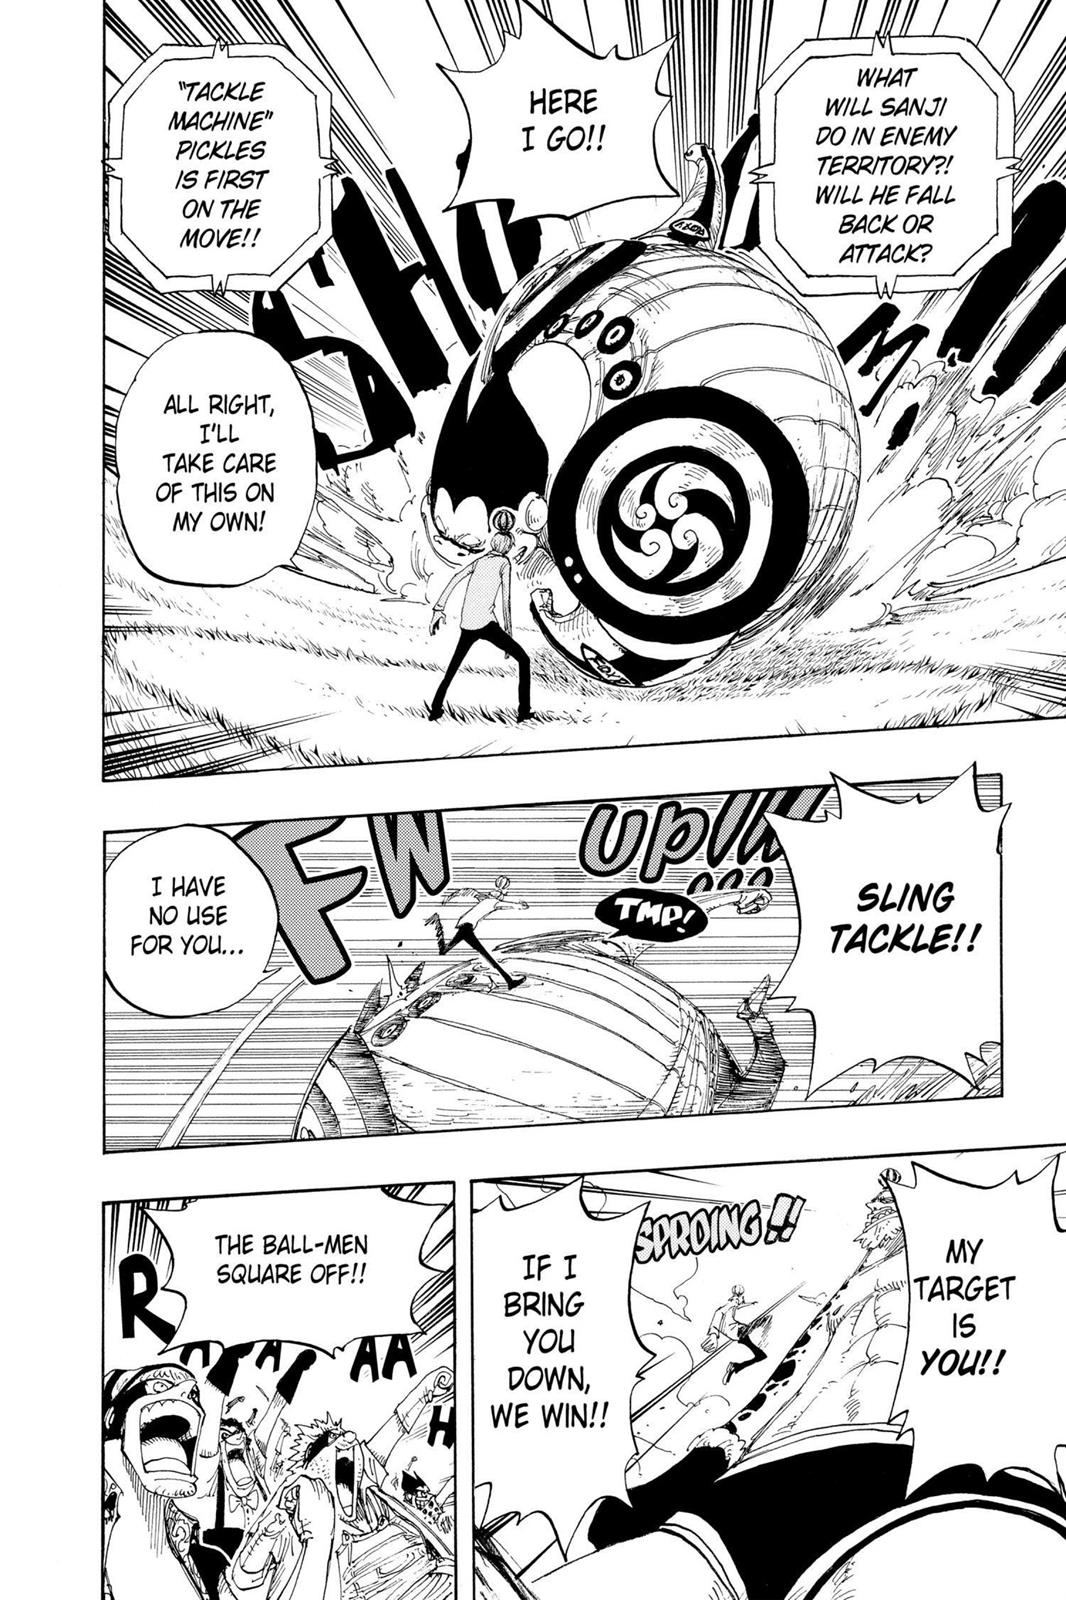 WHAT
WILL SANJI
DO IN ENEMY
TERRITORY?!
WILL HE FALL
BACK OR
ATTACK?
HERE
I GO!!
"TACKLE
MACHINE"
PICKLES
IS FIRST
ON THE
MOVE!!
ALL RIGHT,
I'LL
TAKE CARE
OF THIS ON
MY OWN!
SLING
TACKLE!!
FWUP!!!
TMP!
I HAVE
NO USE
FOR YOU...
MY
TARGET
IS
YOU!!
SPROING!!
IF I
BRING
YOU
DOWN,
WE WIN!!
THE BALL-MEN
SQUARE OFF!!